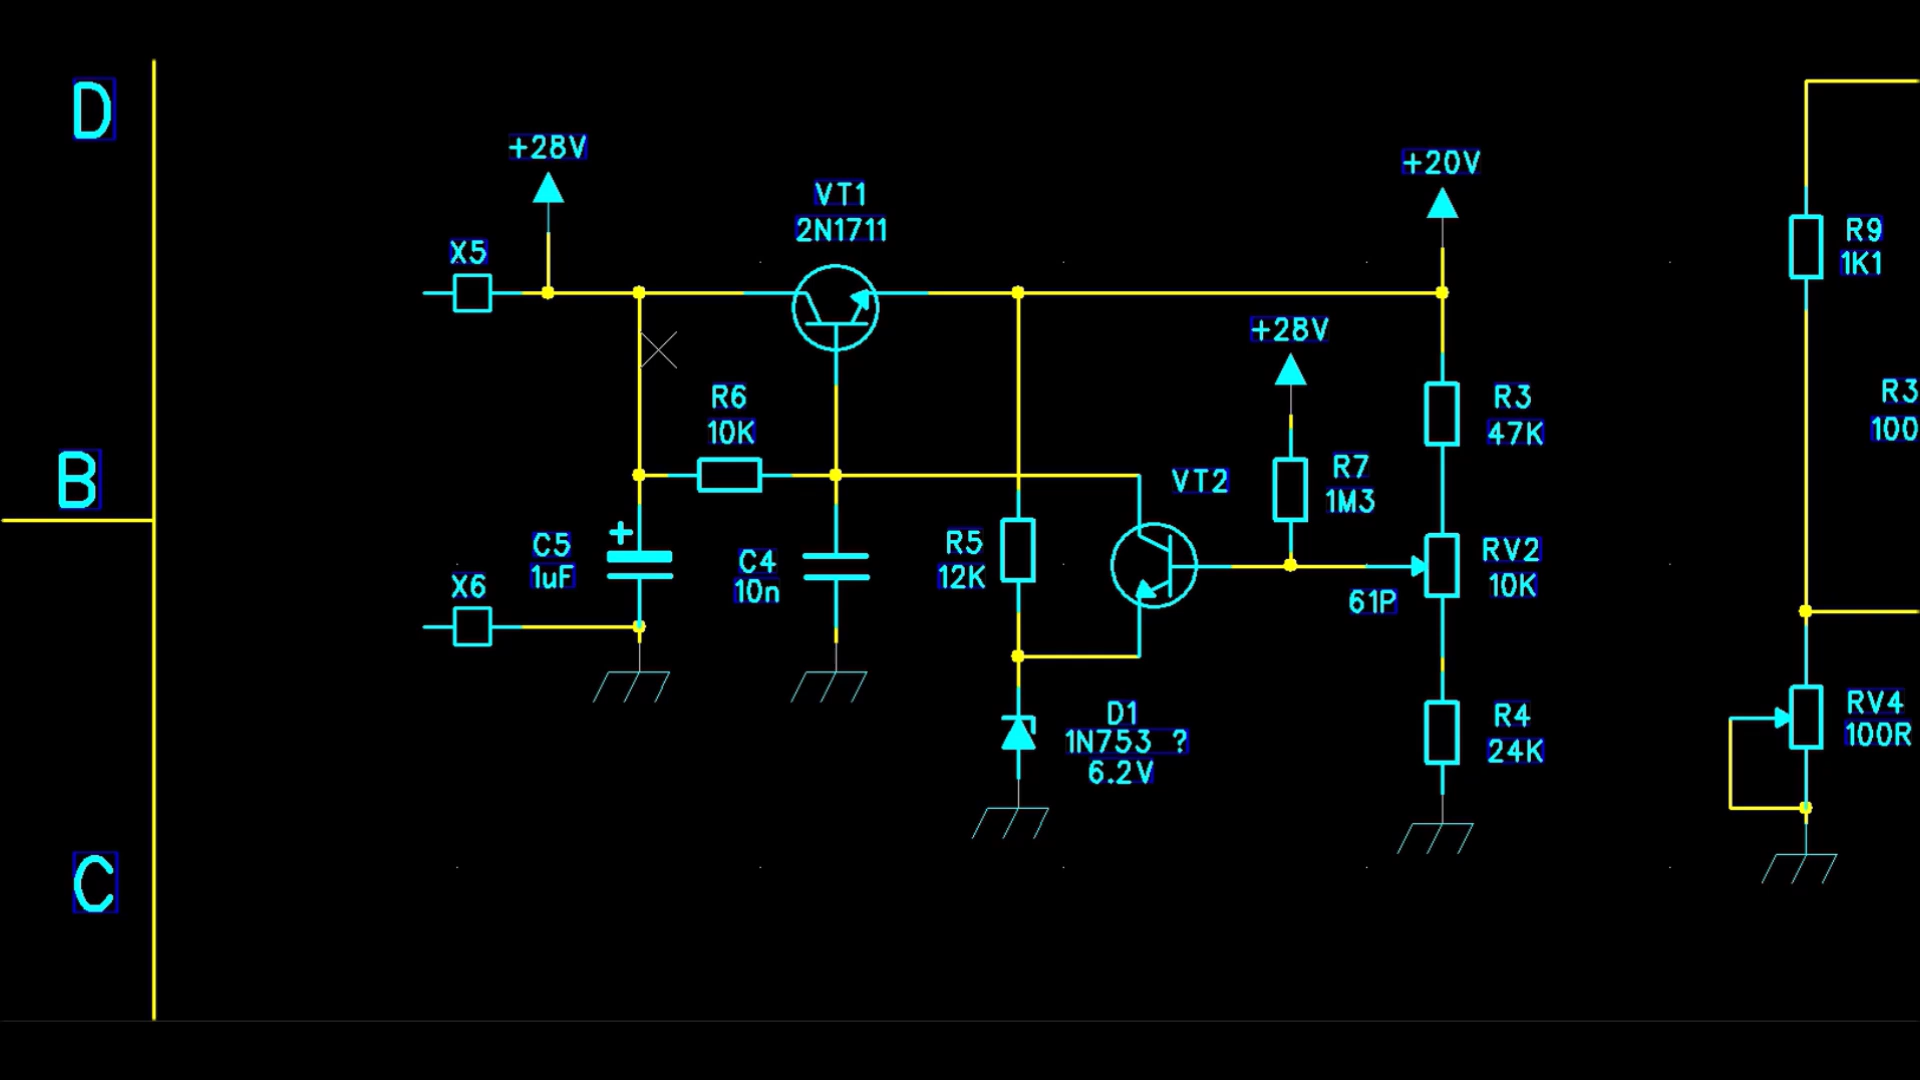 D
+28V
+20V
VT1
2N1711
X5
R9
1K1
+28V
R6
10K
R3
47K
R3
100
VT2
R7
1M3
B
C5
1uF
C4
10n
R5
12K
RV2
10K
X6
61P
D1
1N753 ?
6.2V
R4
24K
RV4
100R
C